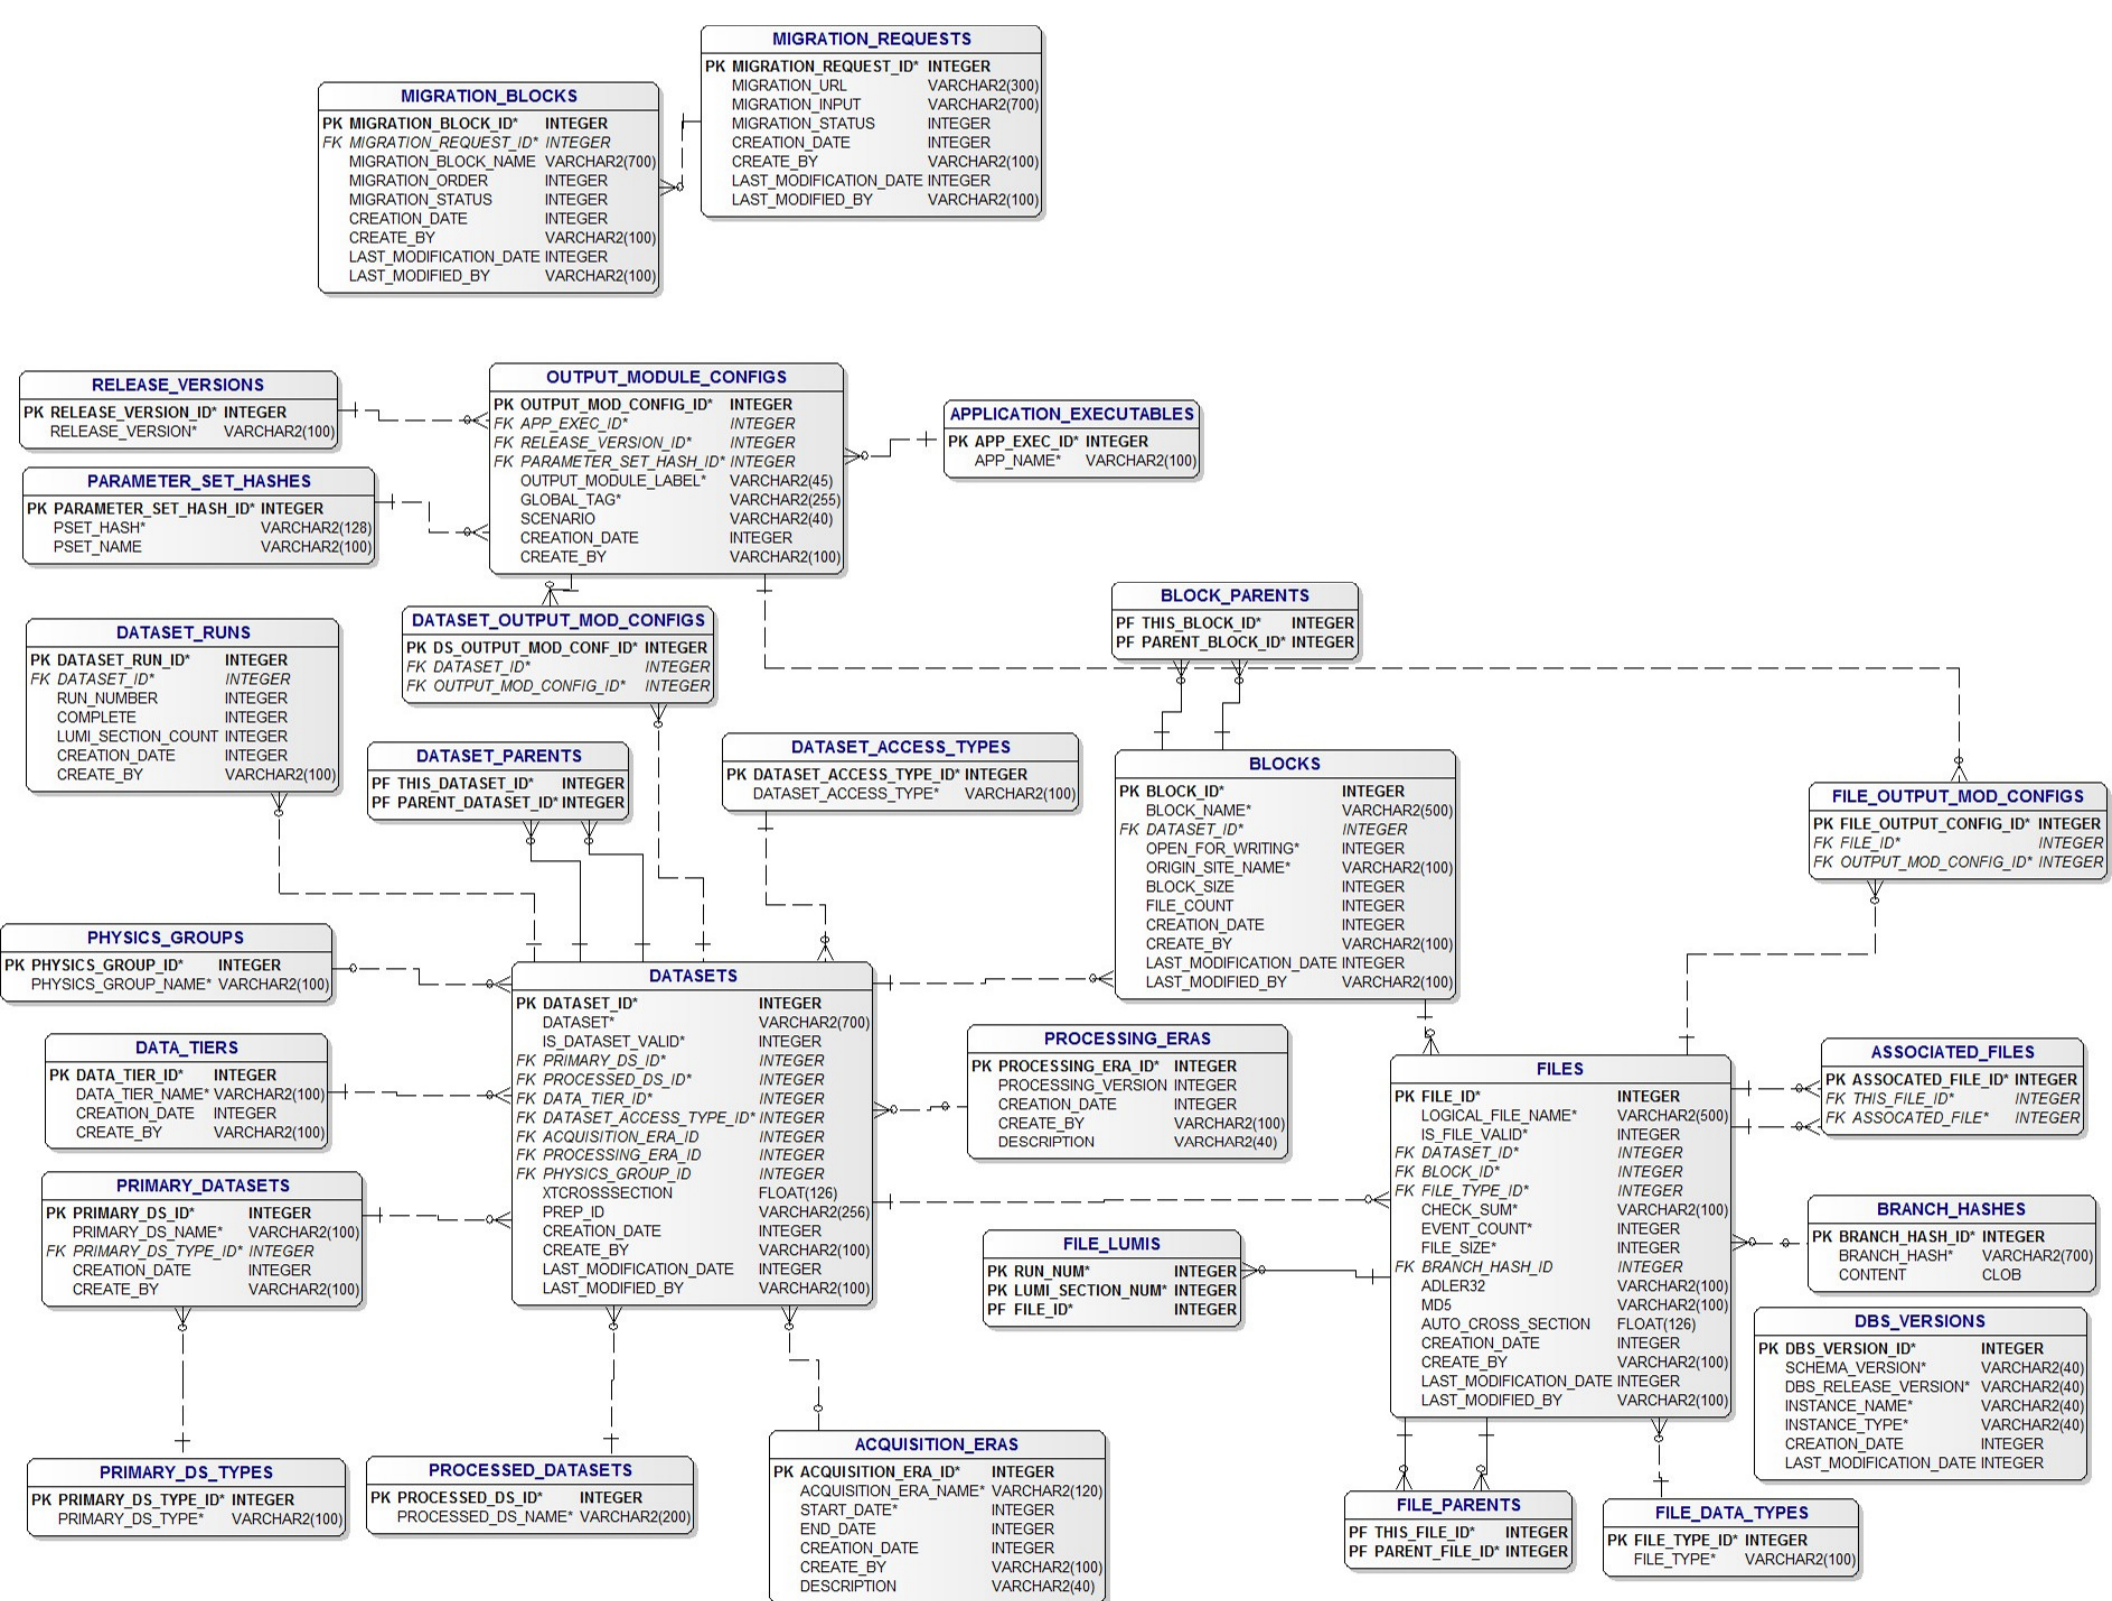 MIGRATION_REQUESTS
PK MIGRATION_REQUEST_ID* INTEGER
MIGRATION_URL VARCHAR2(300)
MIGRATION_INPUT VARCHAR2(700)
MIGRATION_STATUS INTEGER
CREATION_DATE INTEGER
CREATE_BY VARCHAR2(100)
LAST_MODIFICATION_DATE INTEGER
LAST_MODIFIED_BY VARCHAR2(100)
MIGRATION_BLOCKS
PK MIGRATION_BLOCK_ID* INTEGER
FK MIGRATION_REQUEST_ID* INTEGER
MIGRATION_BLOCK_NAME VARCHAR2(700)
MIGRATION_ORDER INTEGER
MIGRATION_STATUS INTEGER
CREATION_DATE INTEGER
CREATE_BY VARCHAR2(100)
LAST_MODIFICATION_DATE INTEGER
LAST_MODIFIED_BY VARCHAR2(100)
RELEASE_VERSIONS
PK RELEASE_VERSION_ID* INTEGER
RELEASE_VERSION* VARCHAR2(100)
OUTPUT_MODULE_CONFIGS
PK OUTPUT_MOD_CONFIG_ID* INTEGER
FK APP_EXEC_ID* INTEGER
FK RELEASE_VERSION_ID* INTEGER
FK PARAMETER_SET_HASH_ID* INTEGER
OUTPUT_MODULE_LABEL* VARCHAR2(45)
GLOBAL_TAG* VARCHAR2(255)
SCENARIO VARCHAR2(40)
CREATION_DATE INTEGER
CREATE_BY VARCHAR2(100)
APPLICATION_EXECUTABLES
PK APP_EXEC_ID* INTEGER
APP_NAME* VARCHAR2(100)
PARAMETER_SET_HASHES
PK PARAMETER_SET_HASH_ID* INTEGER
PSET_HASH* VARCHAR2(128)
PSET_NAME VARCHAR2(100)
BLOCK_PARENTS
PF THIS_BLOCK_ID* INTEGER
PF PARENT_BLOCK_ID* INTEGER
DATASET_OUTPUT_MOD_CONFIGS
PK DS_OUTPUT_MOD_CONF_ID* INTEGER
FK DATASET_ID* INTEGER
FK OUTPUT_MOD_CONFIG_ID* INTEGER
DATASET_RUNS
PK DATASET_RUN_ID* INTEGER
FK DATASET_ID* INTEGER
RUN_NUMBER INTEGER
COMPLETE INTEGER
LUMI_SECTION_COUNT INTEGER
CREATION_DATE INTEGER
CREATE_BY VARCHAR2(100)
DATASET_PARENTS
PF THIS_DATASET_ID* INTEGER
PF PARENT_DATASET_ID* INTEGER
DATASET_ACCESS_TYPES
PK DATASET_ACCESS_TYPE_ID* INTEGER
DATASET_ACCESS_TYPE* VARCHAR2(100)
BLOCKS
PK BLOCK_ID* INTEGER
BLOCK_NAME* VARCHAR2(500)
FK DATASET_ID* INTEGER
OPEN_FOR_WRITING* INTEGER
ORIGIN_SITE_NAME* VARCHAR2(100)
BLOCK_SIZE INTEGER
FILE_COUNT INTEGER
CREATION_DATE INTEGER
CREATE_BY VARCHAR2(100)
LAST_MODIFICATION_DATE INTEGER
LAST_MODIFIED_BY VARCHAR2(100)
FILE_OUTPUT_MOD_CONFIGS
PK FILE_OUTPUT_CONFIG_ID* INTEGER
FK FILE_ID* INTEGER
FK OUTPUT_MOD_CONFIG_ID* INTEGER
PHYSICS_GROUPS
PK PHYSICS_GROUP_ID* INTEGER
PHYSICS_GROUP_NAME* VARCHAR2(100)
DATASETS
PK DATASET_ID* INTEGER
DATASET* VARCHAR2(700)
IS_DATASET_VALID* INTEGER
FK PRIMARY_DS_ID* INTEGER
FK PROCESSED_DS_ID* INTEGER
FK DATA_TIER_ID* INTEGER
FK DATASET_ACCESS_TYPE_ID* INTEGER
FK ACQUISITION_ERA_ID INTEGER
FK PROCESSING_ERA_ID INTEGER
FK PHYSICS_GROUP_ID INTEGER
XTCROSSSECTION FLOAT(126)
PREP_ID VARCHAR2(256)
CREATION_DATE INTEGER
CREATE_BY VARCHAR2(100)
LAST_MODIFICATION_DATE INTEGER
LAST_MODIFIED_BY VARCHAR2(100)
DATA_TIERS
PK DATA_TIER_ID* INTEGER
DATA_TIER_NAME* VARCHAR2(100)
CREATION_DATE INTEGER
CREATE_BY VARCHAR2(100)
PROCESSING_ERAS
PK PROCESSING_ERA_ID* INTEGER
PROCESSING_VERSION INTEGER
CREATION_DATE INTEGER
CREATE_BY VARCHAR2(100)
DESCRIPTION VARCHAR2(40)
FILES
PK FILE_ID* INTEGER
LOGICAL_FILE_NAME* VARCHAR2(500)
IS_FILE_VALID* INTEGER
FK DATASET_ID* INTEGER
FK BLOCK_ID* INTEGER
FK FILE_TYPE_ID* INTEGER
CHECK_SUM* VARCHAR2(100)
EVENT_COUNT* INTEGER
FILE_SIZE* INTEGER
FK BRANCH_HASH_ID INTEGER
ADLER32 VARCHAR2(100)
MD5 VARCHAR2(100)
AUTO_CROSS_SECTION FLOAT(126)
CREATION_DATE INTEGER
CREATE_BY VARCHAR2(100)
LAST_MODIFICATION_DATE INTEGER
LAST_MODIFIED_BY VARCHAR2(100)
ASSOCIATED_FILES
PK ASSOCATED_FILE_ID* INTEGER
FK THIS_FILE_ID* INTEGER
FK ASSOCATED_FILE* INTEGER
PRIMARY_DATASETS
PK PRIMARY_DS_ID* INTEGER
PRIMARY_DS_NAME* VARCHAR2(100)
FK PRIMARY_DS_TYPE_ID* INTEGER
CREATION_DATE INTEGER
CREATE_BY VARCHAR2(100)
FILE_LUMIS
PK RUN_NUM* INTEGER
PK LUMI_SECTION_NUM* INTEGER
PF FILE_ID* INTEGER
BRANCH_HASHES
PK BRANCH_HASH_ID* INTEGER
BRANCH_HASH* VARCHAR2(700)
CONTENT CLOB
DBS_VERSIONS
PK DBS_VERSION_ID* INTEGER
SCHEMA_VERSION* VARCHAR2(40)
DBS_RELEASE_VERSION* VARCHAR2(40)
INSTANCE_NAME* VARCHAR2(40)
INSTANCE_TYPE* VARCHAR2(40)
CREATION_DATE INTEGER
LAST_MODIFICATION_DATE INTEGER
PRIMARY_DS_TYPES
PK PRIMARY_DS_TYPE_ID* INTEGER
PRIMARY_DS_TYPE* VARCHAR2(100)
PROCESSED_DATASETS
PK PROCESSED_DS_ID* INTEGER
PROCESSED_DS_NAME* VARCHAR2(200)
ACQUISITION_ERAS
PK ACQUISITION_ERA_ID* INTEGER
ACQUISITION_ERA_NAME* VARCHAR2(120)
START_DATE* INTEGER
END_DATE INTEGER
CREATION_DATE INTEGER
CREATE_BY VARCHAR2(100)
DESCRIPTION VARCHAR2(40)
FILE_PARENTS
PF THIS_FILE_ID* INTEGER
PF PARENT_FILE_ID* INTEGER
FILE_DATA_TYPES
PK FILE_TYPE_ID* INTEGER
FILE_TYPE* VARCHAR2(100)